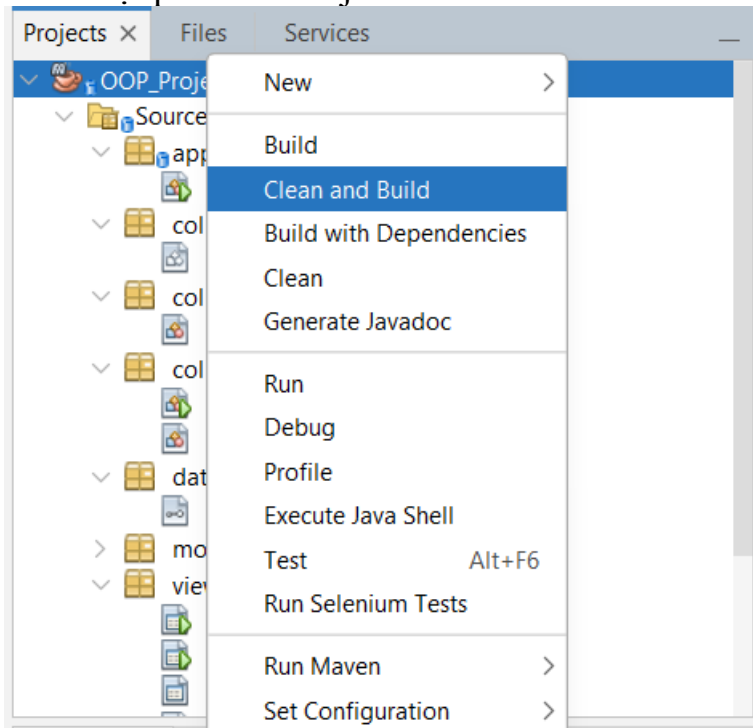 Projects × Files Services
OOP_Proje
New
Source
Build
app
Clean and Build
col
Build with Dependencies
Clean
col
Generate Javadoc
col
Run
Debug
dat
Profile
Execute Java Shell
mo
Test Alt+F6
view
Run Selenium Tests
Run Maven
Set Configuration